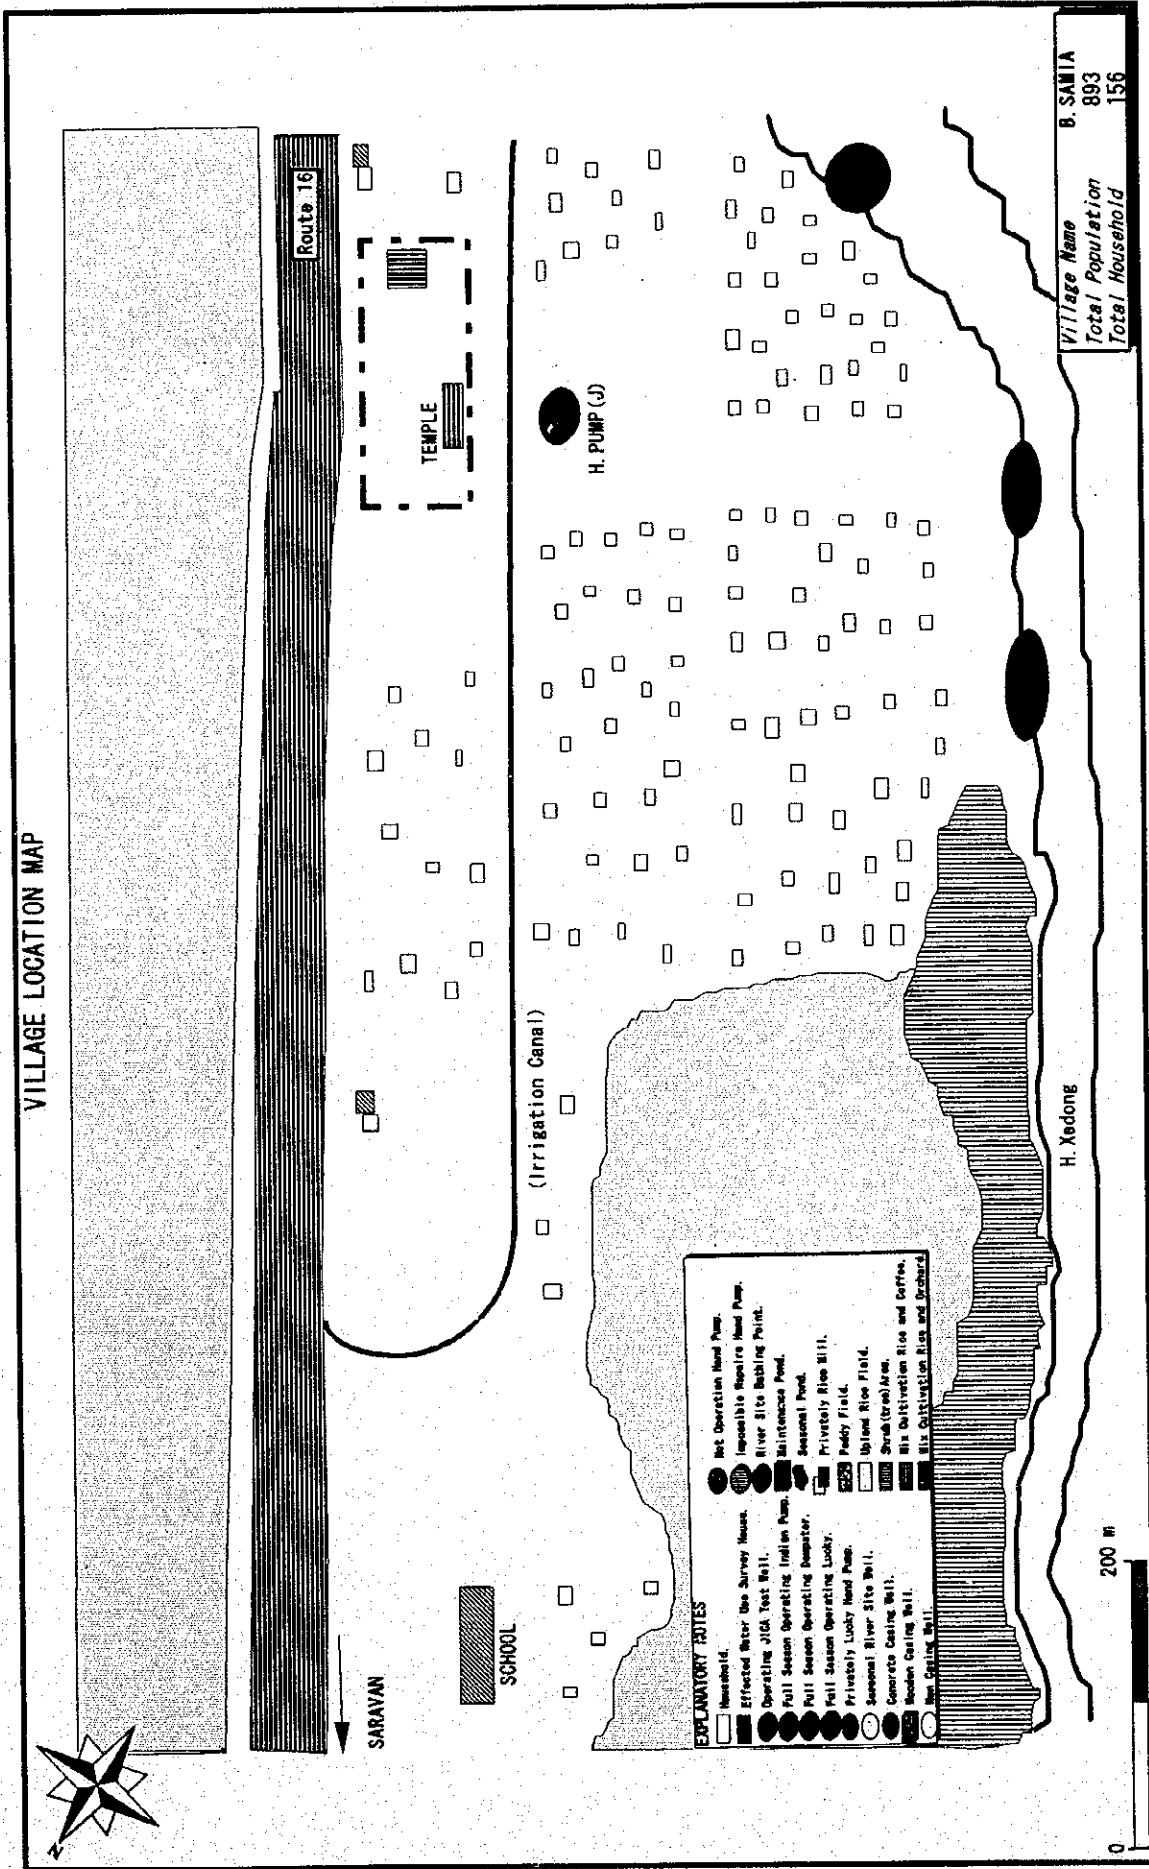 VILLAGE LOCATION MAP
N
Route 16
TEMPLE
H. PUMP(J)
(Irrigation Canal)
SARAVAN
SCHOOL
H. Xedong
EXPLANATORY NOTES
Household.
Effected Water Use Survey House.
Operating JICA Test Well.
Full Season Operating Indian Pump.
Full Season Operating Dempster.
Full Season Operating Lucky.
Privately Lucky Hand Pump.
Seasonal River Site Well.
Concrete Casing Well.
Wooden Casing Well.
Non Casing Well
Not Operation Hand Pump.
Impossible Repaire Hand Pump.
River Site Bathing Point.
Maintenance Pond.
Seasonal Pond.
Privately Rice Mill.
Paddy Field.
Upland Rice Field.
Shrub(tree)Area.
Mix Cultivation Rice and Coffee.
Mix Cultivation Rice and Orchard.
0 200 m
Village Name B. SAMIA
Total Population 893
Total Household 156